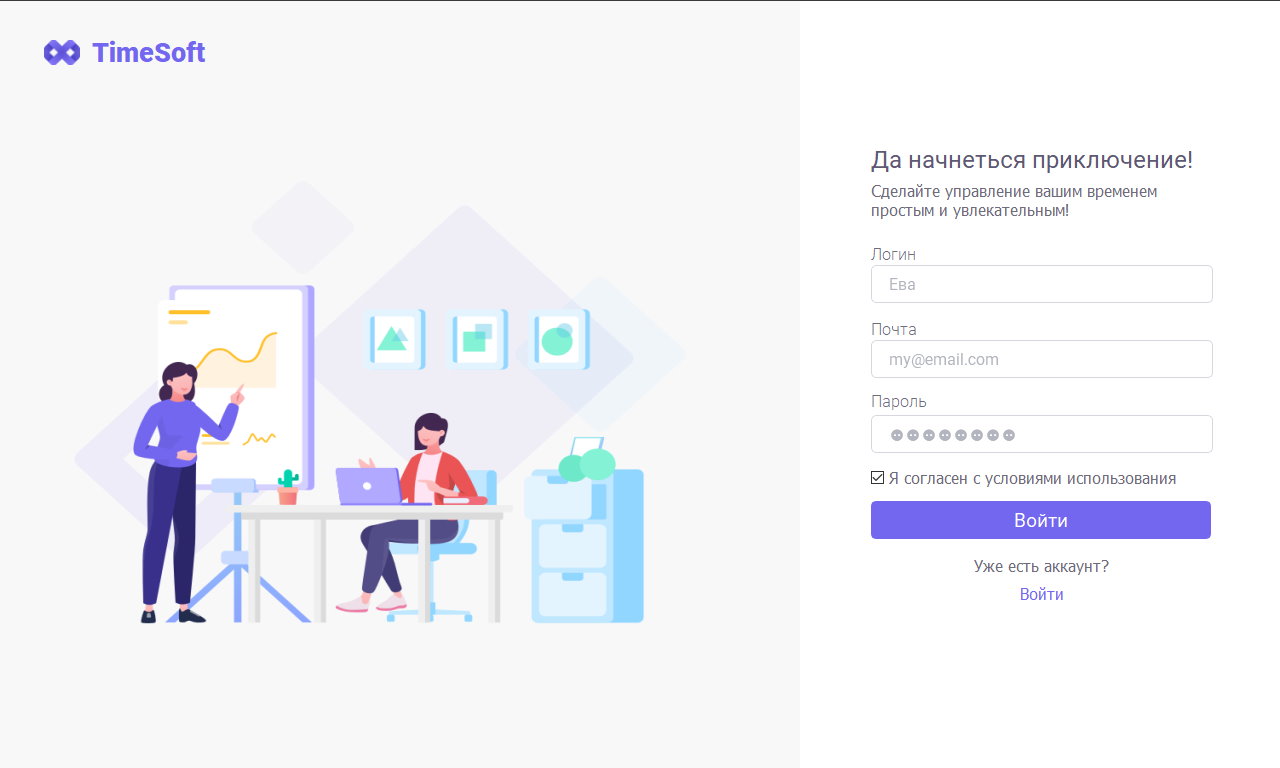 TimeSoft
Да начнеться приключение!
Сделайте управление вашим временем
простым и увлекательным!
Логин
Ева
Почта
my@email.com
Пароль
Я согласен с условиями использования
Войти
Уже есть аккаунт?
Войти